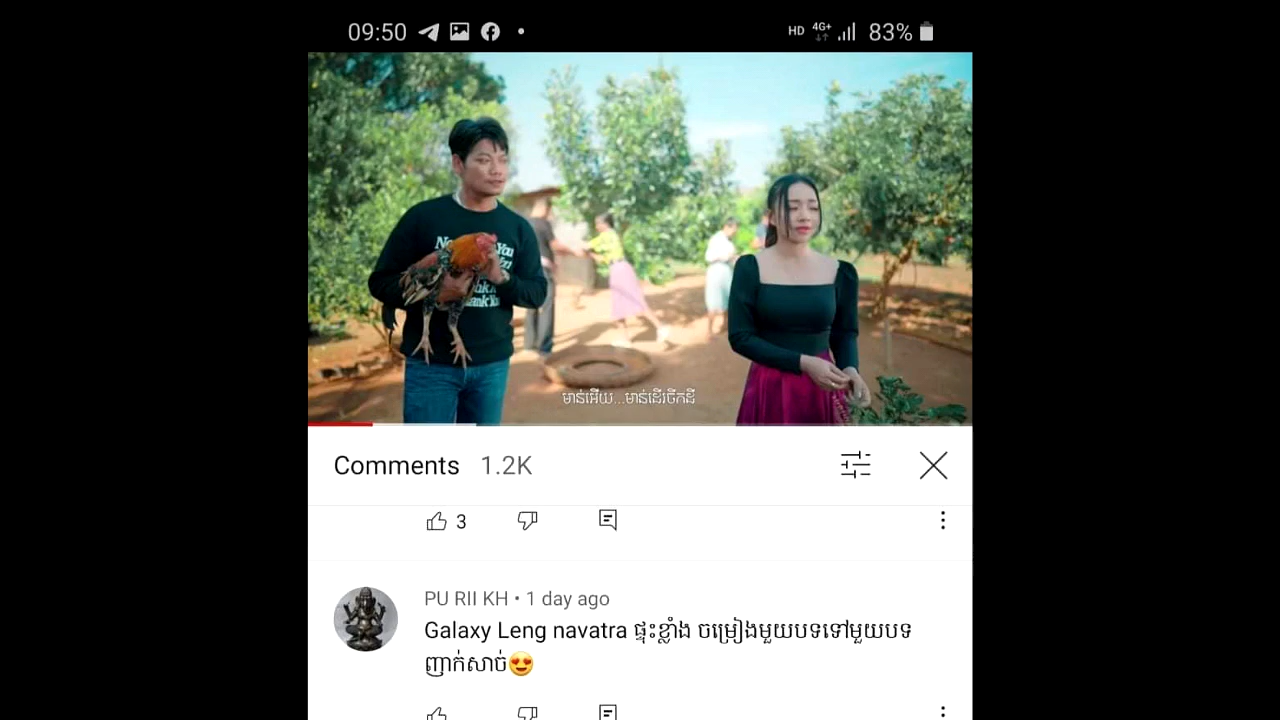 09:50
HD 4G+ 83%
មាន់អើយ...មាន់ដើរចឹកដី
Comments 1.2K
3
PU RII KH • 1 day ago
Galaxy Leng navatra ផ្ទុះខ្លាំង ចម្រៀងមួយបទទៅមួយបទ
ញាក់សាច់😍